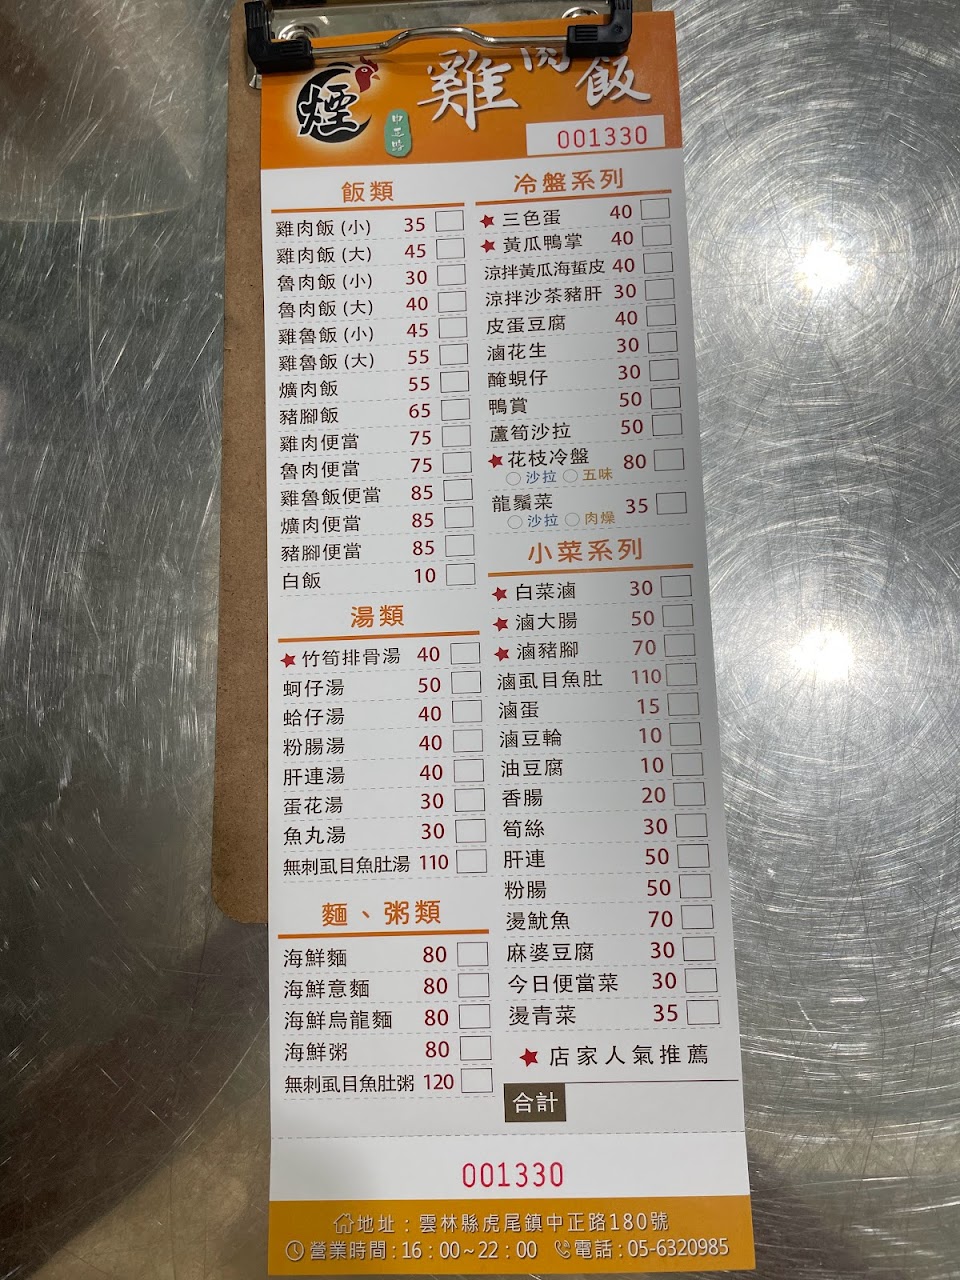 煙
中正路
雞肉飯
001330
飯類
雞肉飯 (小) 35
雞肉飯 (大) 45
魯肉飯 (小) 30
魯肉飯 (大) 40
雞魯飯 (小) 45
雞魯飯 (大) 55
爌肉飯 55
豬腳飯 65
雞肉便當 75
魯肉便當 75
雞魯飯便當 85
爌肉便當 85
豬腳便當 85
白飯 10
湯類
★竹筍排骨湯 40
蚵仔湯 50
蛤仔湯 40
粉腸湯 40
肝連湯 40
蛋花湯 30
魚丸湯 30
無刺虱目魚肚湯 110
麵、粥類
海鮮麵 80
海鮮意麵 80
海鮮烏龍麵 80
海鮮粥 80
無刺虱目魚肚粥 120
冷盤系列
★三色蛋 40
★黃瓜鴨掌 40
涼拌黃瓜海蜇皮 40
涼拌沙茶豬肝 30
皮蛋豆腐 40
滷花生 30
醃蜆仔 30
鴨賞 50
蘆筍沙拉 50
★花枝冷盤 80
○沙拉 ○五味
龍鬚菜 35
○沙拉 ○肉燥
小菜系列
★白菜滷 30
★滷大腸 50
★滷豬腳 70
滷虱目魚肚 110
滷蛋 15
滷豆輪 10
油豆腐 10
香腸 20
筍絲 30
肝連 50
粉腸 50
燙魷魚 70
麻婆豆腐 30
今日便當菜 30
燙青菜 35
★店家人氣推薦
合計
001330
地址：雲林縣虎尾鎮中正路180號
營業時間：16：00~22：00 電話：05-6320985